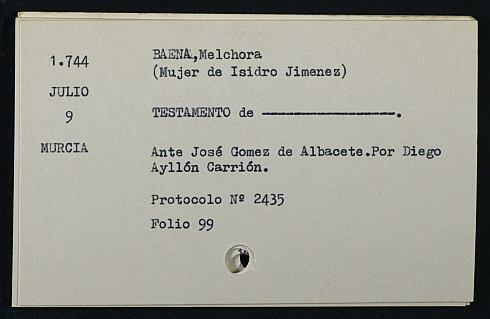 1.744
JULIO
9
MURCIA
BAENA,Melchora
(Mujer de Isidro Jimenez)
TESTAMENTO de -----------------.
Ante José Gomez de Albacete.Por Diego
Ayllón Carrión.
Protocolo Nº 2435
Folio 99